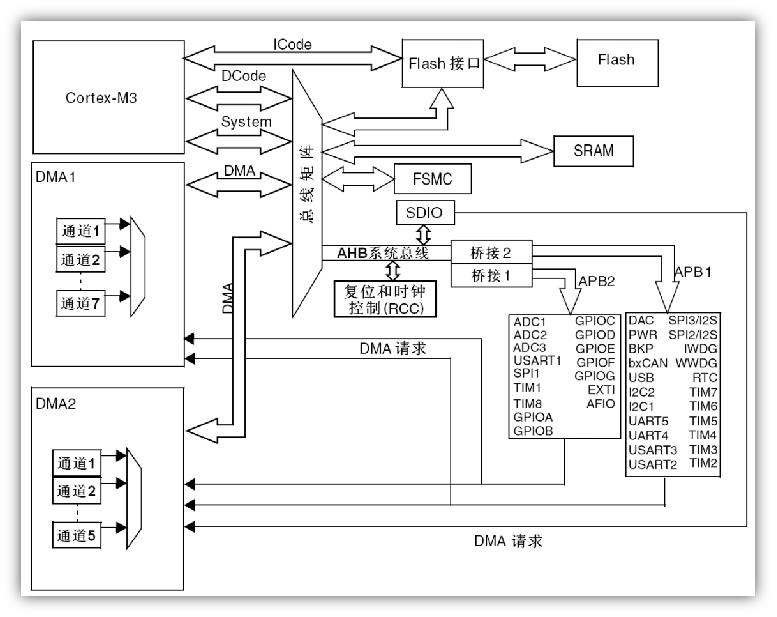 ICode
Cortex-M3
DCode
System
DMA
Flash 接口
Flash
总线矩阵
SRAM
FSMC
SDIO
DMA1
通道1
通道2
通道7
AHB系统总线
桥接 2
桥接 1
APB1
APB2
复位和时钟
控制(RCC)
DMA
DMA 请求
ADC1 GPIOC
ADC2 GPIOD
ADC3 GPIOE
USART1 GPIOF
SPI1 GPIOG
TIM1 EXTI
TIM8 AFIO
GPIOA
GPIOB
DAC SPI3/I2S
PWR SPI2/I2S
BKP IWDG
bxCAN WWDG
USB RTC
I2C2 TIM7
I2C1 TIM6
UART5 TIM5
UART4 TIM4
USART3 TIM3
USART2 TIM2
DMA2
通道1
通道2
通道5
DMA 请求